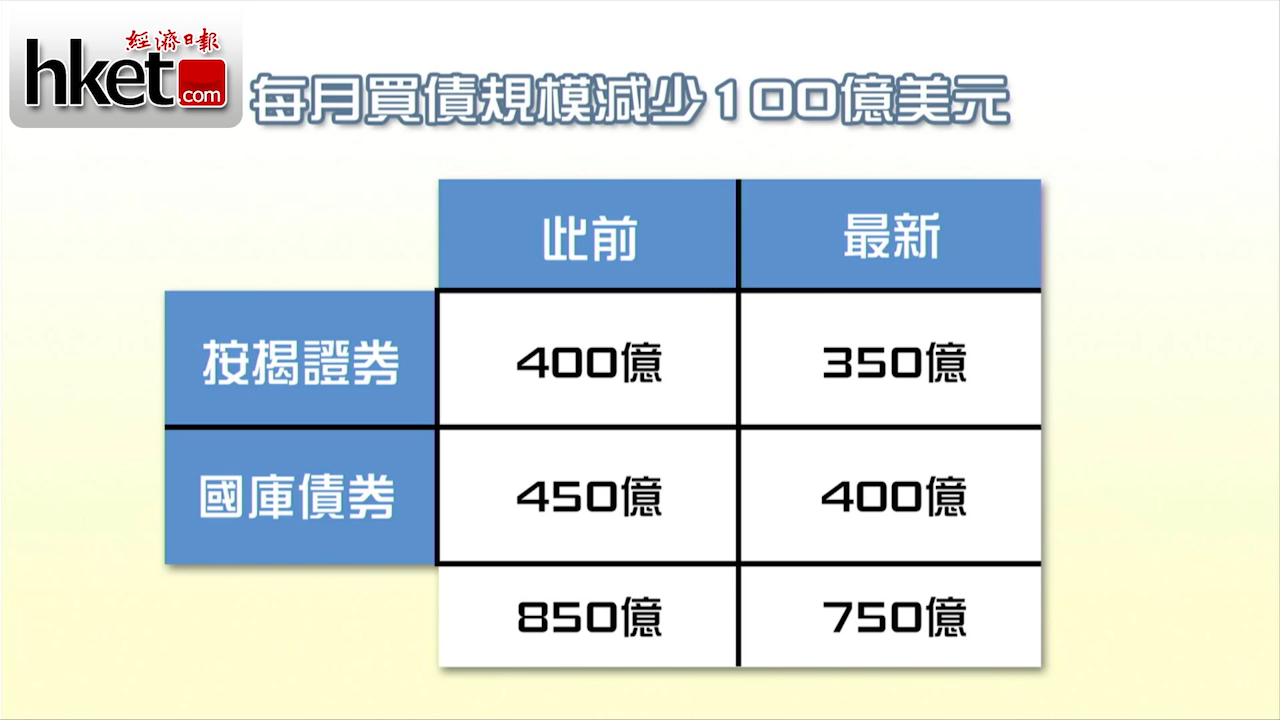 經濟日報
hket.com
每月買債規模減少100億美元
此前 最新
按揭證券 400億 350億
國庫債券 450億 400億
850億 750億